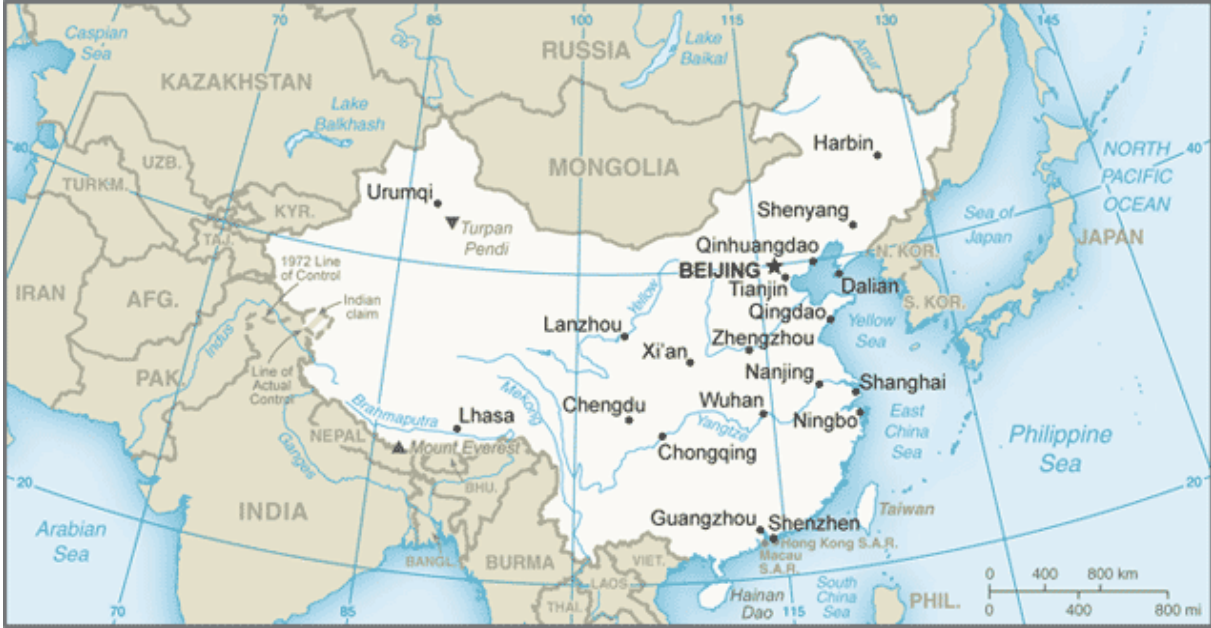 70
85
100
115
130
145
Caspian
Sea
Ob
RUSSIA
Lake
Baikal
Amur
KAZAKHSTAN
Lake
Balkhash
MONGOLIA
Harbin
40
NORTH
PACIFIC
OCEAN
40
UZB.
TURKM.
KYR.
TAJ.
Urumqi
Turpan
Pendi
Shenyang
Sea of
Japan
JAPAN
Qinhuangdao
N. KOR.
BEIJING
Tianjin
Dalian
S. KOR.
1972 Line
of Control
Indian
claim
IRAN
AFG.
Indus
Yellow
Lanzhou
Qingdao
Yellow
Sea
Zhengzhou
Xi'an
Line of
Actual
Control
PAK.
Nanjing
Shanghai
Mekong
Brahmaputra
Lhasa
Chengdu
Wuhan
Yangtze
Ningbo
East
China
Sea
Philippine
Sea
NEPAL
Mount Everest
Ganges
Chongqing
BHU.
20
20
INDIA
Arabian
Sea
Guangzhou
Shenzhen
Taiwan
Hong Kong S.A.R.
Macau
S.A.R.
BANGL.
BURMA
VIET.
LAOS
THAI.
Hainan
Dao
South
China
Sea
PHIL.
0 400 800 km
0 400 800 mi
70
85
115